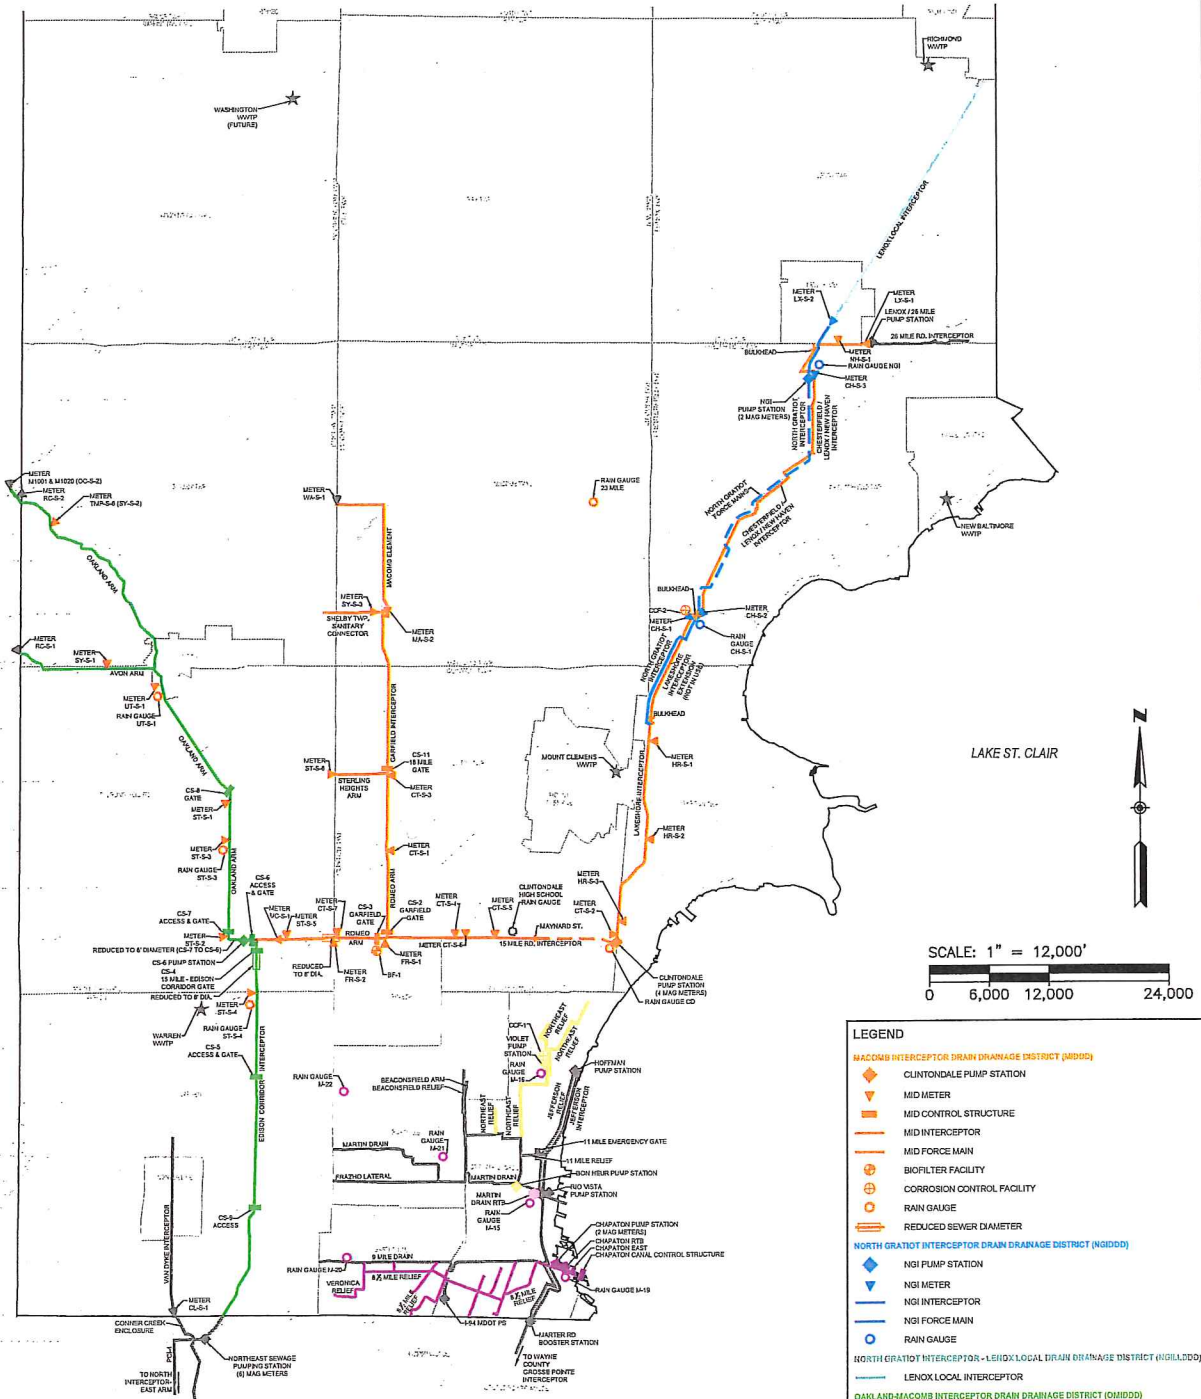 RICHMOND
WWTP
WASHINGTON
WWTP
(FUTURE)
LENOX LOCAL INTERCEPTOR
METER
LX-S-2
METER
LX-S-1
LENOX / 26 MILE
PUMP STATION
26 MILE RD. INTERCEPTOR
BULKHEAD
METER
NH-S-1
RAIN GAUGE NGI
METER
CH-S-3
NGI
PUMP STATION
(2 MAG METERS)
NORTH GRATIOT
INTERCEPTOR
CHESTERFIELD /
LENOX / NEW HAVEN
INTERCEPTOR
METER
M1001 & M1020 (OC-S-2)
METER
RC-S-2
METER
TMP-S-6 (SY-S-2)
METER
WA-S-1
RAIN GAUGE
23 MILE
NORTH GRATIOT
FORCE MAINS
CHESTERFIELD /
LENOX / NEW HAVEN
INTERCEPTOR
NEW BALTIMORE
WWTP
OAKLAND ARM
MACOMB ELEMENT
METER
SY-S-3
SHELBY TWP.
SANITARY
CONNECTOR
METER
MA-S-2
BULKHEAD
CCF-2
METER
CH-S-1
METER
CH-S-2
RAIN
GAUGE
CH-S-1
METER
RC-S-1
METER
SY-S-1
AVON ARM
METER
UT-S-1
RAIN GAUGE
UT-S-1
NORTH GRATIOT
INTERCEPTOR
LAKESHORE
INTERCEPTOR
EXTENSION
(NOT IN USE)
BULKHEAD
OAKLAND ARM
GARFIELD INTERCEPTOR
CS-11
18 MILE
GATE
METER
CT-S-3
STERLING
HEIGHTS
ARM
MOUNT CLEMENS
WWTP
METER
HR-S-1
LAKESHORE INTERCEPTOR
LAKE ST. CLAIR
N
CS-8
GATE
METER
ST-S-1
METER
ST-S-3
RAIN GAUGE
ST-S-3
OAKLAND ARM
METER
CT-S-1
METER
HR-S-2
ROMEO ARM
CS-6
ACCESS
& GATE
CS-7
ACCESS & GATE
METER
ST-S-2
METER
UC-S-1
METER
ST-S-5
METER
CT-S-7
CS-3
GARFIELD
GATE
CS-2
GARFIELD
GATE
METER
CT-S-4
METER
CT-S-5
CLINTONDALE
HIGH SCHOOL
RAIN GAUGE
METER
HR-S-3
METER
CT-S-2
MAYNARD ST.
ROMEO
ARM
METER CT-S-6
15 MILE RD. INTERCEPTOR
REDUCED TO 6' DIAMETER (CS-7 TO CS-6)
CS-6 PUMP STATION
CS-4
15 MILE - EDISON
CORRIDOR GATE
REDUCED TO 8' DIA.
REDUCED
TO 8' DIA.
METER
FR-S-2
METER
FR-S-1
BF-1
CLINTONDALE
PUMP STATION
(4 MAG METERS)
RAIN GAUGE CD
METER
ST-S-4
RAIN GAUGE
ST-S-4
WARREN
WWTP
CS-5
ACCESS & GATE
EDISON CORRIDOR INTERCEPTOR
SCALE: 1" = 12,000'
0 6,000 12,000 24,000
CCF-1
VIOLET
PUMP
STATION
NORTHEAST
RELIEF
NORTHEAST
RELIEF
HOFFMAN
PUMP STATION
RAIN
GAUGE
M-16
RAIN GAUGE
M-22
BEACONSFIELD ARM
BEACONSFIELD RELIEF
NORTHEAST
RELIEF
NORTHEAST
RELIEF
JEFFERSON
RELIEF
JEFFERSON
INTERCEPTOR
RAIN
GAUGE
M-21
MARTIN DRAIN
FRAZHO LATERAL
MARTIN DRAIN
11 MILE EMERGENCY GATE
11 MILE RELIEF
BON HEUR PUMP STATION
RIO VISTA
PUMP STATION
MARTIN
DRAIN RTB
RAIN
GAUGE
M-15
CS-9
ACCESS
VAN DYKE INTERCEPTOR
CHAPATON PUMP STATION
(2 MAG METERS)
CHAPATON RTB
CHAPATON EAST
CHAPATON CANAL CONTROL STRUCTURE
RAIN GAUGE M-20
9 MILE DRAIN
8½ MILE RELIEF
VERONICA
RELIEF
8½ MILE
RELIEF
8½ MILE
RELIEF
RAIN GAUGE M-19
METER
CL-S-1
CONNER CREEK
ENCLOSURE
I-94 MDOT PS
MARTER RD
BOOSTER STATION
PCI-4
TO NORTH
INTERCEPTOR-
EAST ARM
NORTHEAST SEWAGE
PUMPING STATION
(6) MAG METERS
TO WAYNE
COUNTY
GROSSE POINTE
INTERCEPTOR
LEGEND
MACOMB INTERCEPTOR DRAIN DRAINAGE DISTRICT (MIDDD)
CLINTONDALE PUMP STATION
MID METER
MID CONTROL STRUCTURE
MID INTERCEPTOR
MID FORCE MAIN
BIOFILTER FACILITY
CORROSION CONTROL FACILITY
RAIN GAUGE
REDUCED SEWER DIAMETER
NORTH GRATIOT INTERCEPTOR DRAIN DRAINAGE DISTRICT (NGIDDD)
NGI PUMP STATION
NGI METER
NGI INTERCEPTOR
NGI FORCE MAIN
RAIN GAUGE
NORTH GRATIOT INTERCEPTOR - LENOX LOCAL DRAIN DRAINAGE DISTRICT (NGILLDDD)
LENOX LOCAL INTERCEPTOR
OAKLAND-MACOMB INTERCEPTOR DRAIN DRAINAGE DISTRICT (OMIDDD)